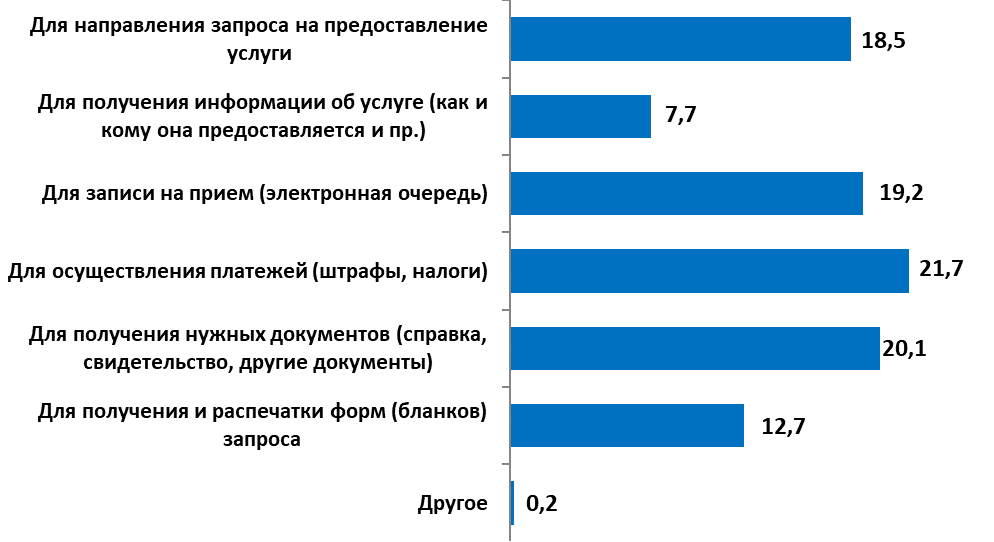 Для направления запроса на предоставление
услуги
18,5
Для получения информации об услуге (как и
кому она предоставляется и пр.)
7,7
Для записи на прием (электронная очередь)
19,2
Для осуществления платежей (штрафы, налоги)
21,7
Для получения нужных документов (справка,
свидетельство, другие документы)
20,1
Для получения и распечатки форм (бланков)
запроса
12,7
Другое
0,2